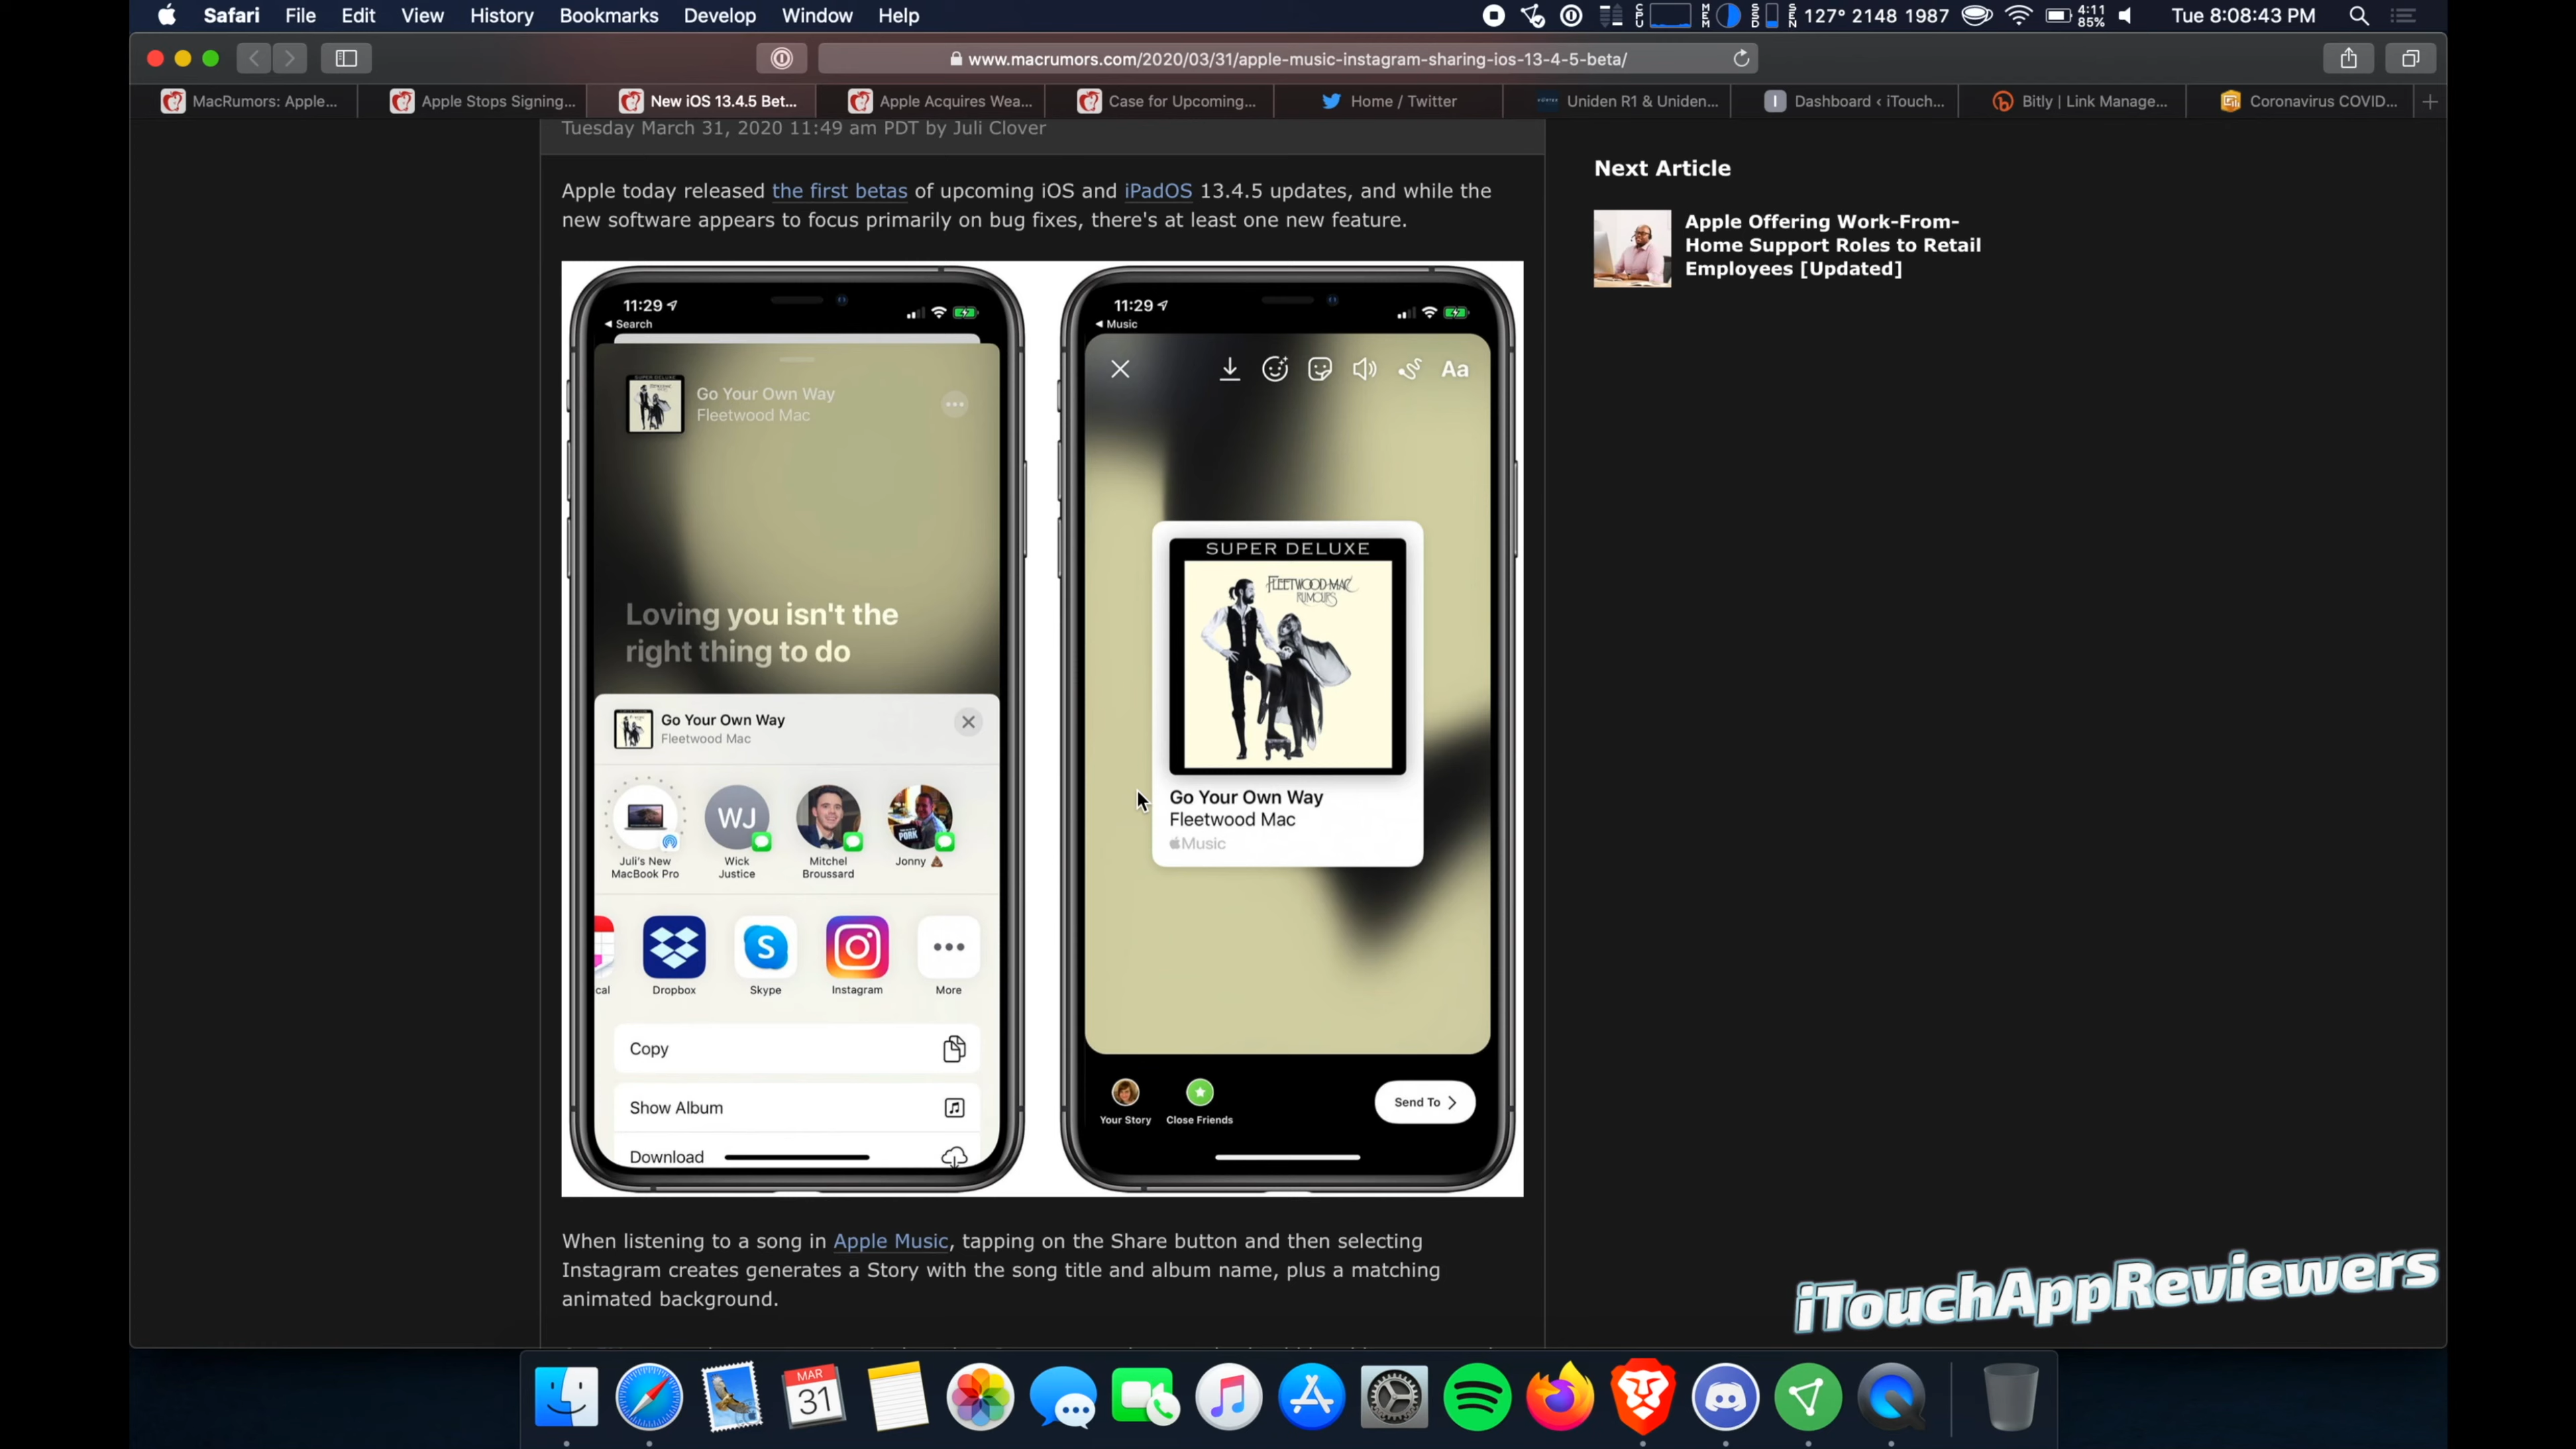 Safari File Edit View History Bookmarks Develop Window Help
CPU MEM SSD SEN 127° 2148 1987 4:11 85% Tue 8:08:43 PM
www.macrumors.com/2020/03/31/apple-music-instagram-sharing-ios-13-4-5-beta/
MacRumors: Apple... Apple Stops Signing... New iOS 13.4.5 Bet... Apple Acquires Wea... Case for Upcoming... Home / Twitter Uniden R1 & Uniden... Dashboard ‹ iTouch... Bitly | Link Manage... Coronavirus COVID...
Tuesday March 31, 2020 11:49 am PDT by Juli Clover
Apple today released the first betas of upcoming iOS and iPadOS 13.4.5 updates, and while the
new software appears to focus primarily on bug fixes, there's at least one new feature.
11:29
Search
Go Your Own Way
Fleetwood Mac
Loving you isn't the
right thing to do
Go Your Own Way
Fleetwood Mac
WJ
PORK
Juli's New
MacBook Pro
Wick
Justice
Mitchel
Broussard
Jonny 💩
cal
Dropbox
Skype
Instagram
More
Copy
Show Album
Download
11:29
Music
Aa
SUPER DELUXE
FLEETWOOD MAC
RUMOURS
Go Your Own Way
Fleetwood Mac
Music
Your Story
Close Friends
Send To
When listening to a song in Apple Music, tapping on the Share button and then selecting
Instagram creates generates a Story with the song title and album name, plus a matching
animated background.
Next Article
Apple Offering Work-From-
Home Support Roles to Retail
Employees [Updated]
iTouchAppReviewers
MAR
31